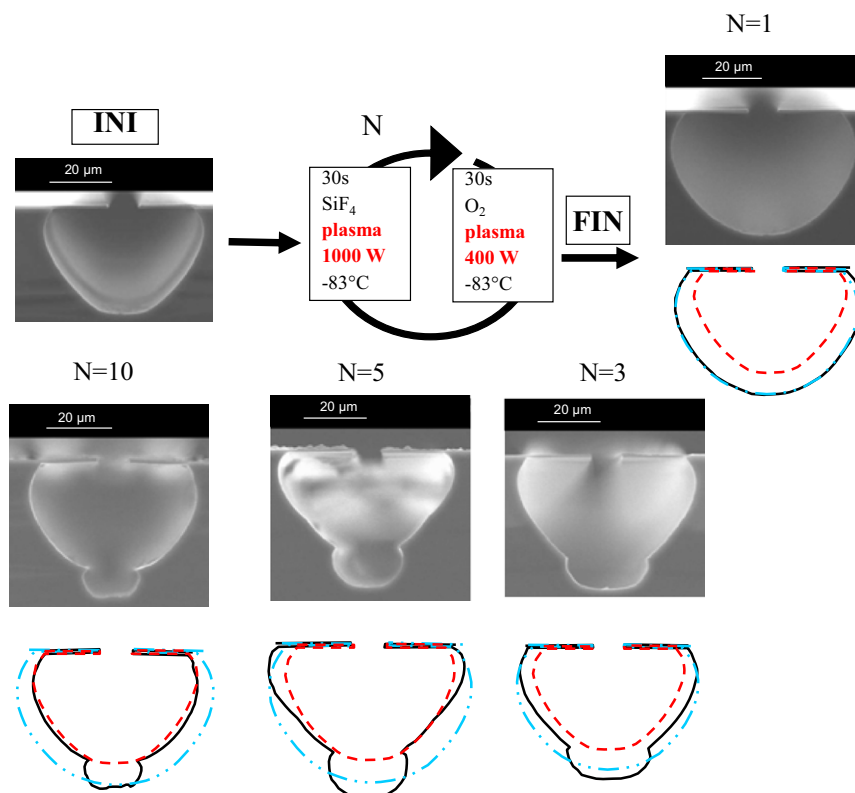 N=1
20 µm
INI
N
20 µm
30s
SiF₄
plasma
1000 W
-83°C
30s
O₂
plasma
400 W
-83°C
FIN
N=10
N=5
N=3
20 µm
20 µm
20 µm